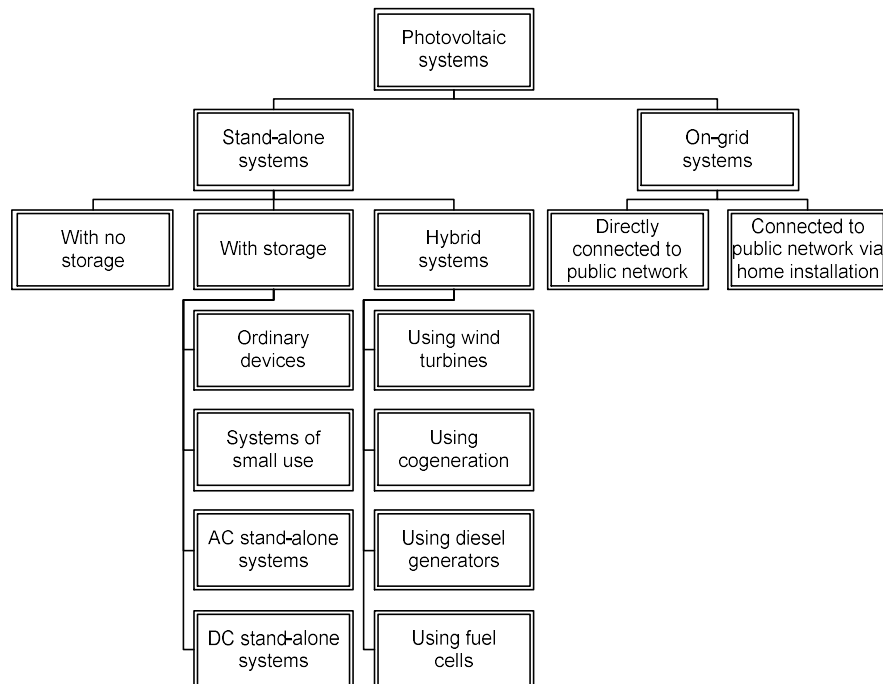 Photovoltaic
systems
Stand-alone
systems
On-grid
systems
With no
storage
With storage
Hybrid
systems
Directly
connected to
public network
Connected to
public network via
home installation
Ordinary
devices
Using wind
turbines
Systems of
small use
Using
cogeneration
AC stand-alone
systems
Using diesel
generators
DC stand-alone
systems
Using fuel
cells